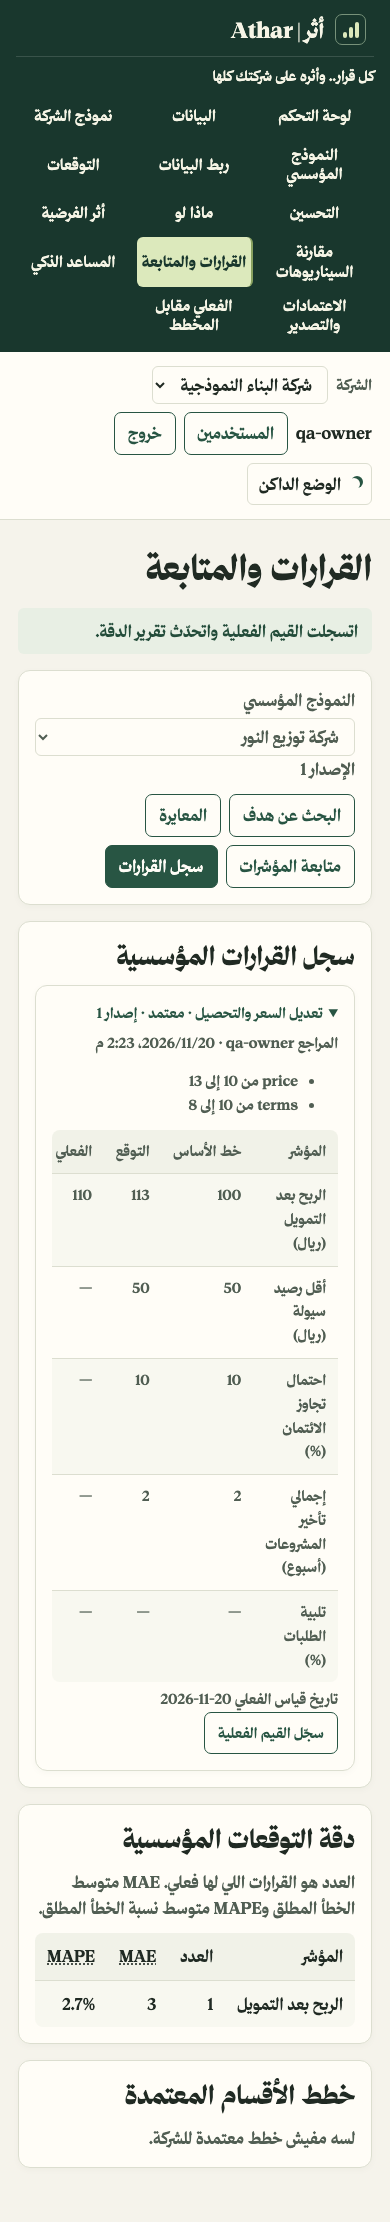 أثر | Athar
كل قرار.. وأثره على شركتك كلها
لوحة التحكم
البيانات
نموذج الشركة
النموذج المؤسسي
ربط البيانات
التوقعات
التحسين
ماذا لو
أثر الفرضية
مقارنة السيناريوهات
القرارات والمتابعة
المساعد الذكي
الاعتمادات والتصدير
الفعلي مقابل المخطط
الشركة شركة البناء النموذجية
qa-owner المستخدمين خروج
الوضع الداكن
القرارات والمتابعة
اتسجلت القيم الفعلية واتحدّث تقرير الدقة.
النموذج المؤسسي
شركة توزيع النور
الإصدار 1
البحث عن هدف المعايرة
متابعة المؤشرات سجل القرارات
سجل القرارات المؤسسية
▼ تعديل السعر والتحصيل · معتمد · إصدار 1
المراجع qa-owner · 2026/11/20، 2:23 م
• price من 10 إلى 13
• terms من 10 إلى 8
المؤشر خط الأساس التوقع الفعلي
الربح بعد التمويل (ريال) 100 113 110
أقل رصيد سيولة (ريال) 50 50 —
احتمال تجاوز الائتمان (%) 10 10 —
إجمالي تأخير المشروعات (أسبوع) 2 2 —
تلبية الطلبات (%) — — —
تاريخ قياس الفعلي 20-11-2026
سجّل القيم الفعلية
دقة التوقعات المؤسسية
العدد هو القرارات اللي لها فعلي. MAE متوسط
الخطأ المطلق وMAPE متوسط نسبة الخطأ المطلق.
المؤشر العدد MAE MAPE
الربح بعد التمويل 1 3 2.7%
خطط الأقسام المعتمدة
لسه مفيش خطط معتمدة للشركة.